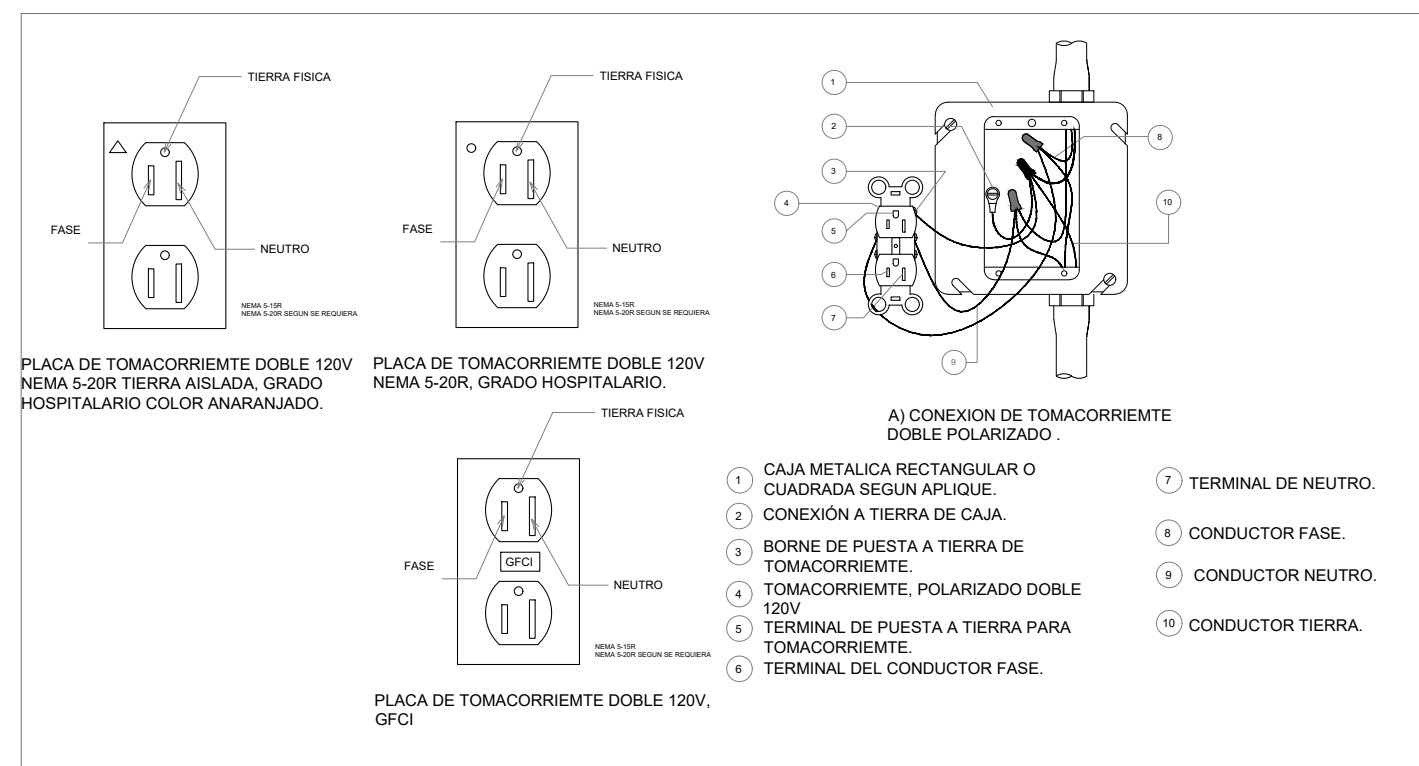 TIERRA FISICA
FASE
NEUTRO
NEMA 5-15R
NEMA 5-20R SEGUN SE REQUIERA
PLACA DE TOMACORRIEMTE DOBLE 120V
NEMA 5-20R TIERRA AISLADA, GRADO
HOSPITALARIO COLOR ANARANJADO.
TIERRA FISICA
FASE
NEUTRO
NEMA 5-15R
NEMA 5-20R SEGUN SE REQUIERA
PLACA DE TOMACORRIEMTE DOBLE 120V
NEMA 5-20R, GRADO HOSPITALARIO.
TIERRA FISICA
FASE
GFCI
NEUTRO
NEMA 5-15R
NEMA 5-20R SEGUN SE REQUIERA
PLACA DE TOMACORRIEMTE DOBLE 120V,
GFCI
1
2
3
4
5
6
7
8
10
9
A) CONEXION DE TOMACORRIEMTE
DOBLE POLARIZADO .
1 CAJA METALICA RECTANGULAR O
CUADRADA SEGUN APLIQUE.
2 CONEXIÓN A TIERRA DE CAJA.
3 BORNE DE PUESTA A TIERRA DE
TOMACORRIEMTE.
4 TOMACORRIEMTE, POLARIZADO DOBLE
120V
5 TERMINAL DE PUESTA A TIERRA PARA
TOMACORRIEMTE.
6 TERMINAL DEL CONDUCTOR FASE.
7 TERMINAL DE NEUTRO.
8 CONDUCTOR FASE.
9 CONDUCTOR NEUTRO.
10 CONDUCTOR TIERRA.